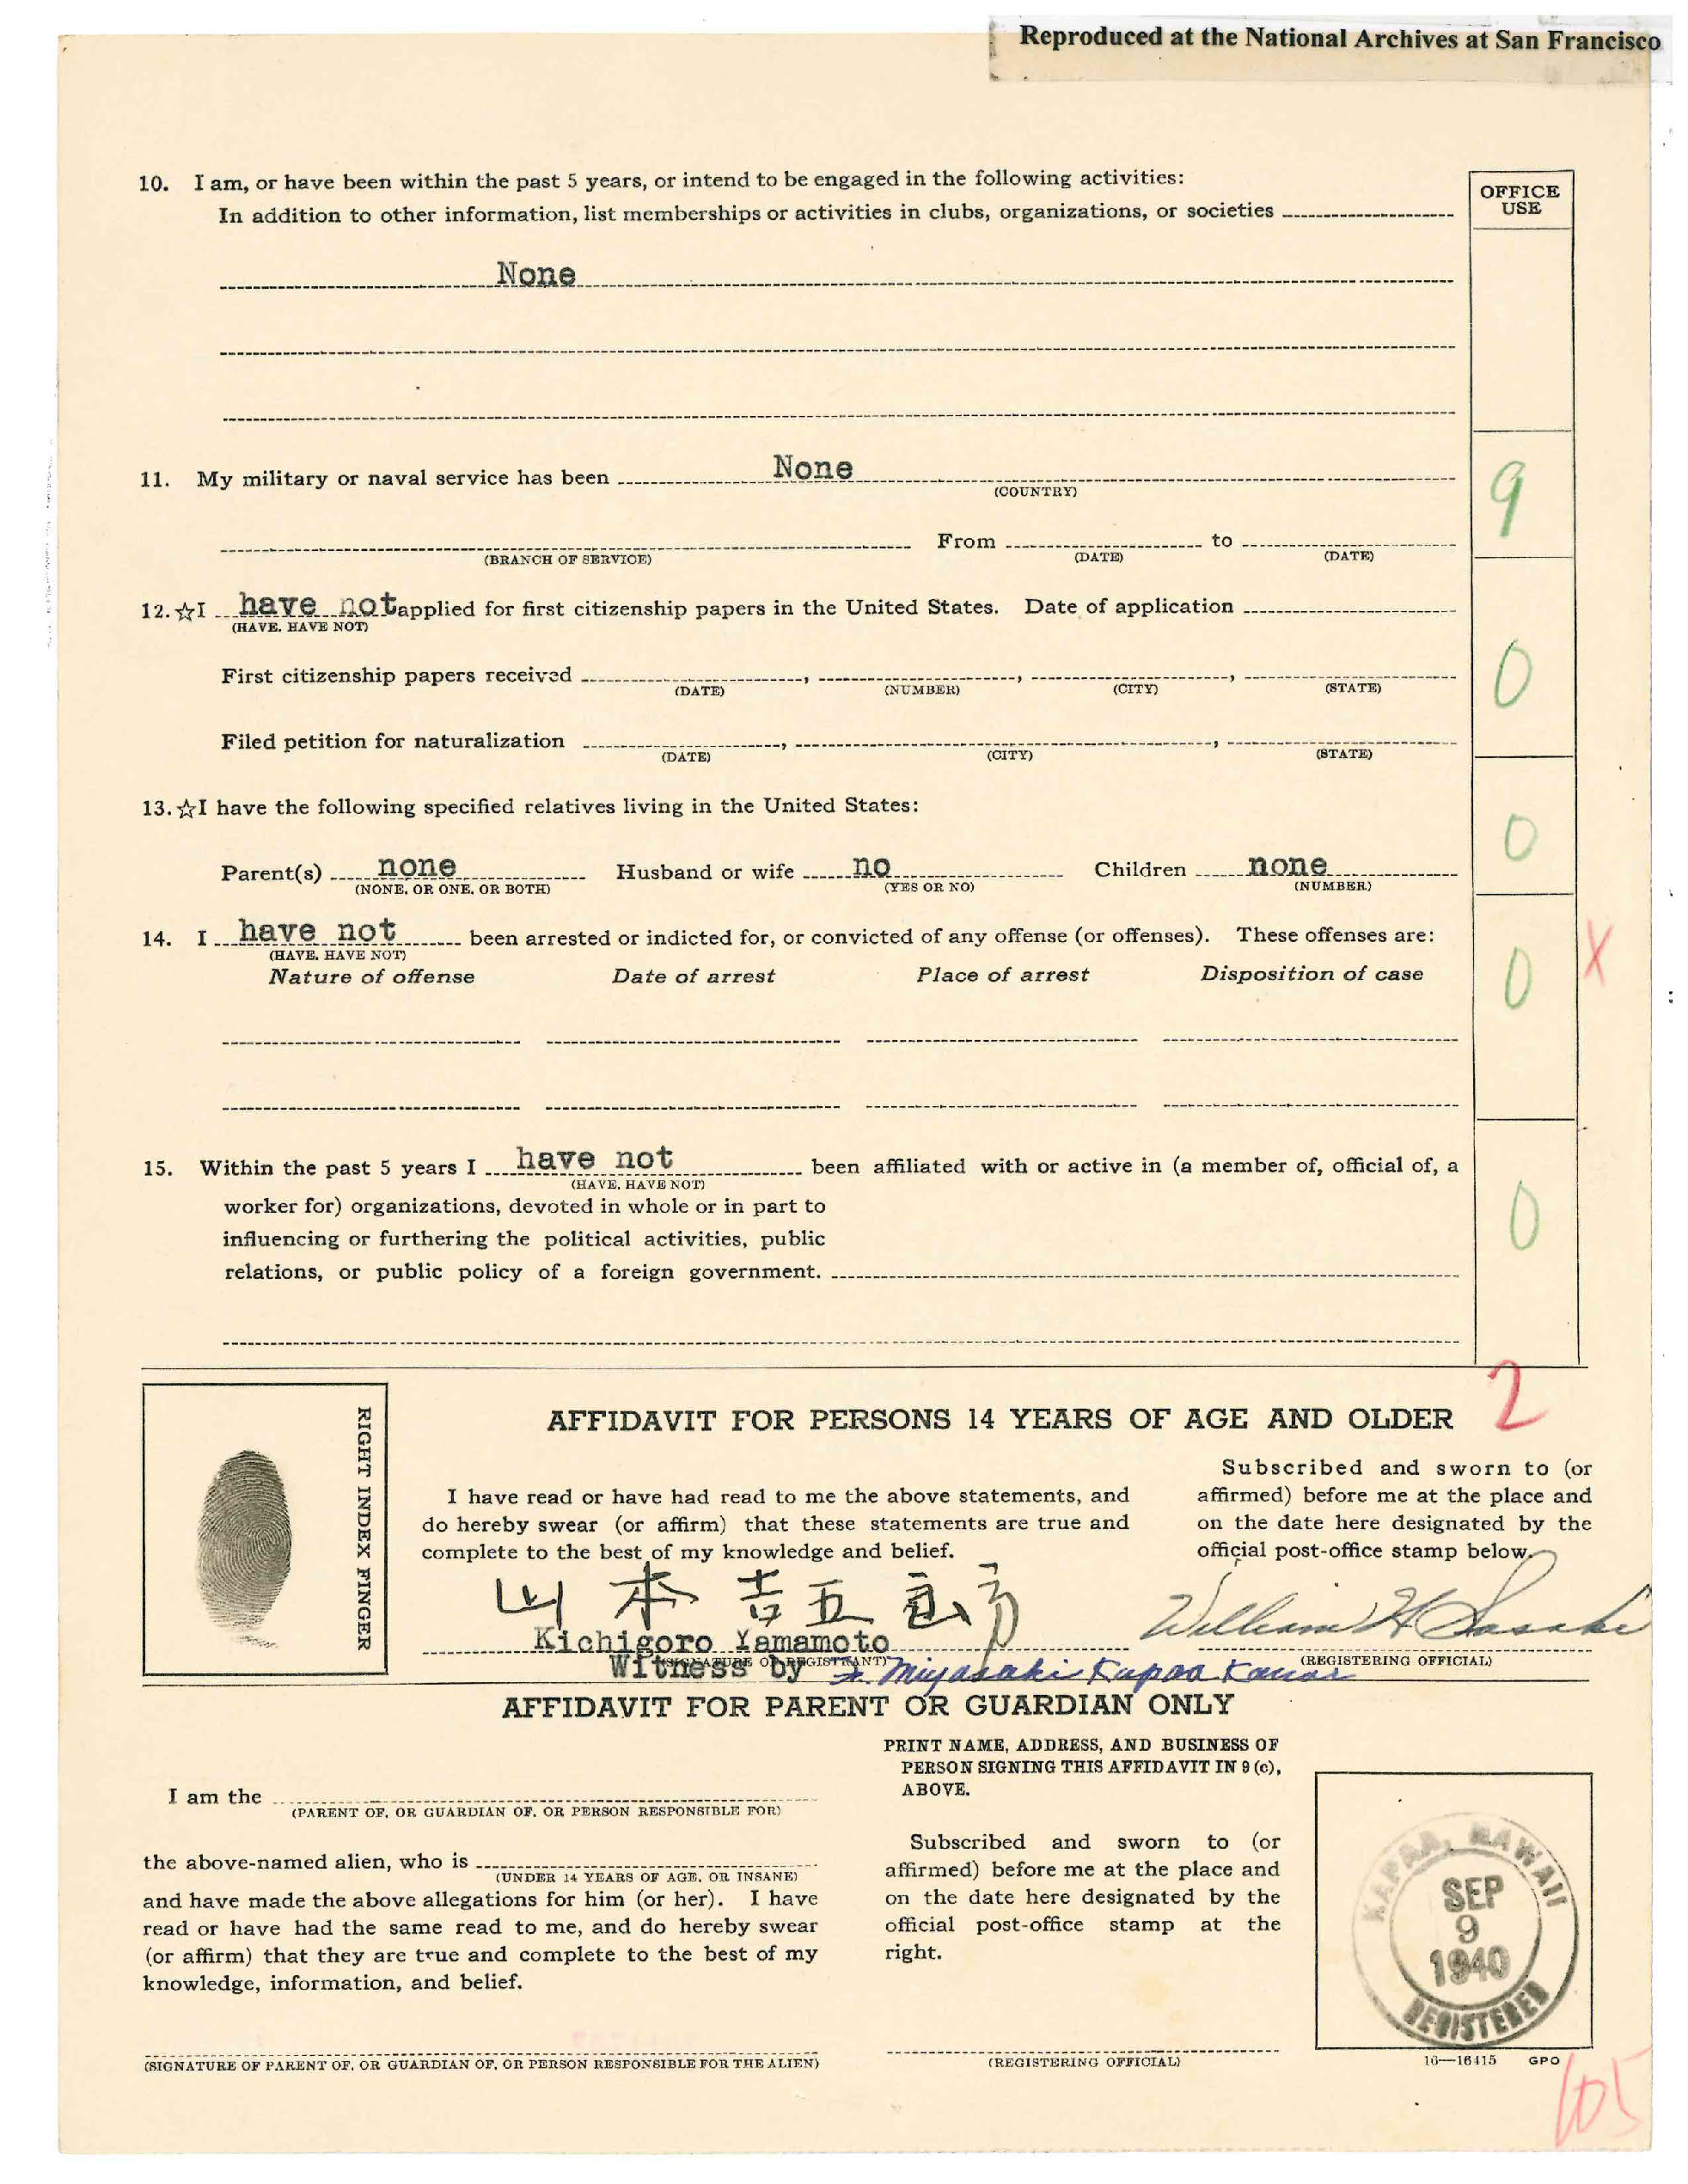 Reproduced at the National Archives at San Francisco
10. I am, or have been within the past 5 years, or intend to be engaged in the following activities:
In addition to other information, list memberships or activities in clubs, organizations, or societies
OFFICE USE
None
11. My military or naval service has been None
(COUNTRY)
9
From to
(BRANCH OF SERVICE) (DATE) (DATE)
12. ☆I have not applied for first citizenship papers in the United States. Date of application
(HAVE, HAVE NOT)
First citizenship papers received , , ,
(DATE) (NUMBER) (CITY) (STATE)
0
Filed petition for naturalization , ,
(DATE) (CITY) (STATE)
13. ☆I have the following specified relatives living in the United States:
0
Parent(s) none Husband or wife no Children none
(NONE, OR ONE, OR BOTH) (YES OR NO) (NUMBER)
14. I have not been arrested or indicted for, or convicted of any offense (or offenses). These offenses are:
(HAVE, HAVE NOT)
0 X
Nature of offense Date of arrest Place of arrest Disposition of case
15. Within the past 5 years I have not been affiliated with or active in (a member of, official of, a
(HAVE, HAVE NOT)
worker for) organizations, devoted in whole or in part to
influencing or furthering the political activities, public
relations, or public policy of a foreign government.
0
2
RIGHT INDEX FINGER
AFFIDAVIT FOR PERSONS 14 YEARS OF AGE AND OLDER
I have read or have had read to me the above statements, and
do hereby swear (or affirm) that these statements are true and
complete to the best of my knowledge and belief.
山本吉五郎
Kichigoro Yamamoto
(SIGNATURE OF REGISTRANT)
Subscribed and sworn to (or
affirmed) before me at the place and
on the date here designated by the
official post-office stamp below.
William H Sasaki
(REGISTERING OFFICIAL)
Witness by Miyasaki Kapaa Kauai
AFFIDAVIT FOR PARENT OR GUARDIAN ONLY
I am the
(PARENT OF, OR GUARDIAN OF, OR PERSON RESPONSIBLE FOR)
the above-named alien, who is
(UNDER 14 YEARS OF AGE, OR INSANE)
and have made the above allegations for him (or her). I have
read or have had the same read to me, and do hereby swear
(or affirm) that they are true and complete to the best of my
knowledge, information, and belief.
(SIGNATURE OF PARENT OF, OR GUARDIAN OF, OR PERSON RESPONSIBLE FOR THE ALIEN)
PRINT NAME, ADDRESS, AND BUSINESS OF
PERSON SIGNING THIS AFFIDAVIT IN 9 (c),
ABOVE.
Subscribed and sworn to (or
affirmed) before me at the place and
on the date here designated by the
official post-office stamp at the
right.
(REGISTERING OFFICIAL)
KAPAA, HAWAII
SEP
9
1940
REGISTERED
16—16415 GPO
105